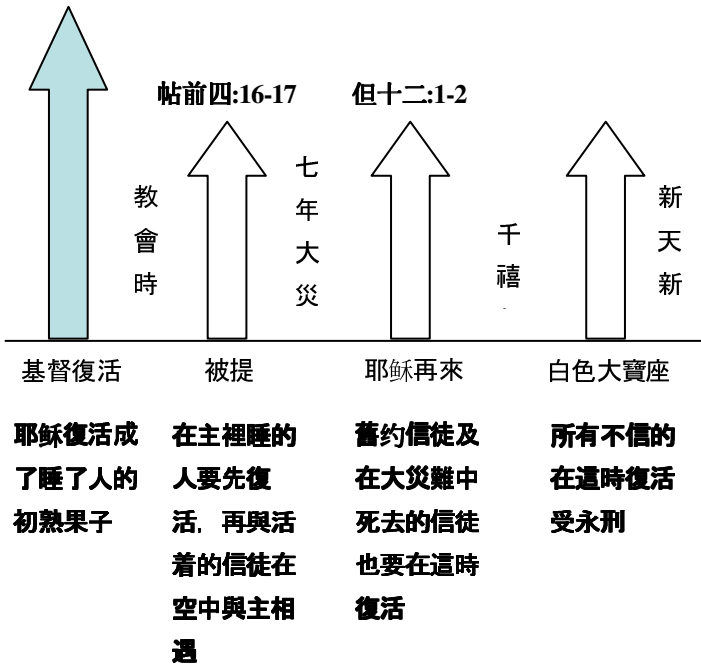 帖前四:16-17
但十二:1-2
教
會
時
七
年
大
災
千
禧
新
天
新
基督復活
被提
耶稣再來
白色大寶座
耶稣復活成
了睡了人的
初熟果子
在主裡睡的
人要先復
活，再與活
着的信徒在
空中與主相
遇
舊约信徒及
在大災難中
死去的信徒
也要在這時
復活
所有不信的
在這時復活
受永刑